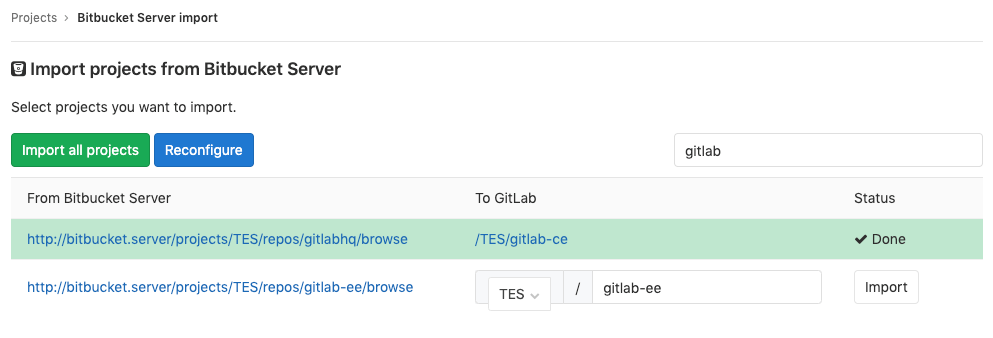 Projects › Bitbucket Server import
Import projects from Bitbucket Server
Select projects you want to import.
Import all projects Reconfigure gitlab
From Bitbucket Server To GitLab Status
http://bitbucket.server/projects/TES/repos/gitlabhq/browse /TES/gitlab-ce Done
http://bitbucket.server/projects/TES/repos/gitlab-ee/browse TES / gitlab-ee Import